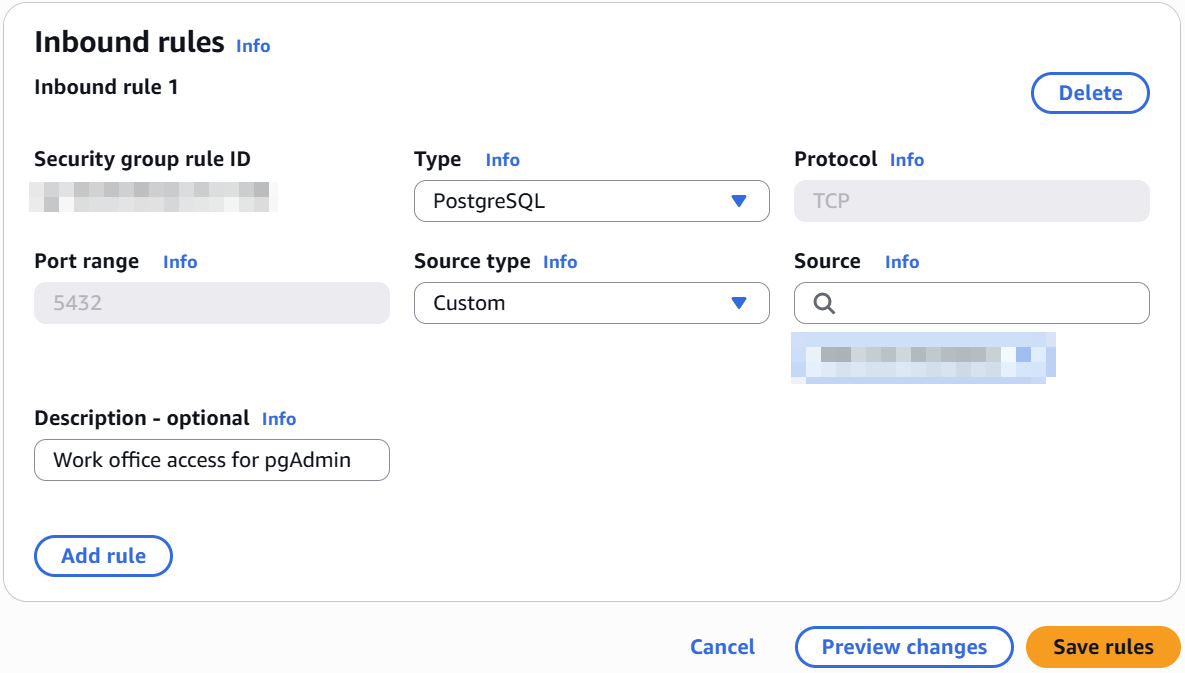 Inbound rules Info
Inbound rule 1
Delete
Security group rule ID
Type Info
PostgreSQL
Protocol Info
TCP
Port range Info
5432
Source type Info
Custom
Source Info
Description - optional Info
Work office access for pgAdmin
Add rule
Cancel
Preview changes
Save rules